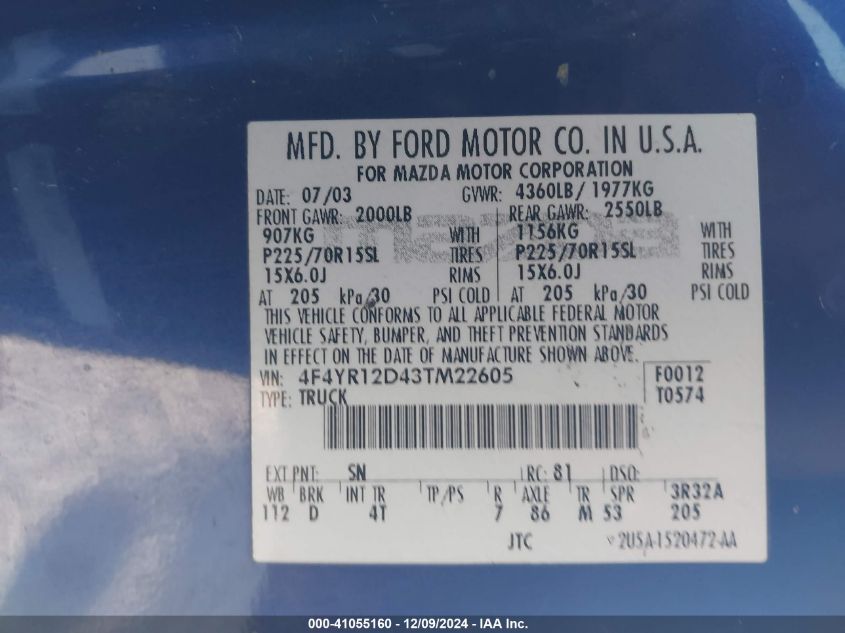 MFD. BY FORD MOTOR CO. IN U.S.A.
FOR MAZDA MOTOR CORPORATION
DATE: 07/03 GVWR: 4360LB/ 1977KG
FRONT GAWR: 2000LB REAR GAWR: 2550LB
907KG WITH 1156KG WITH
P225/70R15SL TIRES P225/70R15SL TIRES
15X6.0J RIMS 15X6.0J RIMS
AT 205 kPa/30 PSI COLD AT 205 kPa/30 PSI COLD
THIS VEHICLE CONFORMS TO ALL APPLICABLE FEDERAL MOTOR
VEHICLE SAFETY, BUMPER, AND THEFT PREVENTION STANDARDS
IN EFFECT ON THE DATE OF MANUFACTURE SHOWN ABOVE.
VIN: 4F4YR12D43TM22605 F0012
TYPE: TRUCK T0574
EXT PNT: SN RC: 81 DSO:
WB BRK INT TR TP/PS R AXLE TR SPR 3R32A
112 D 4T 7 86 M 53 205
JTC 2U5A-1520472-AA
000-41055160 - 12/09/2024 - IAA Inc.